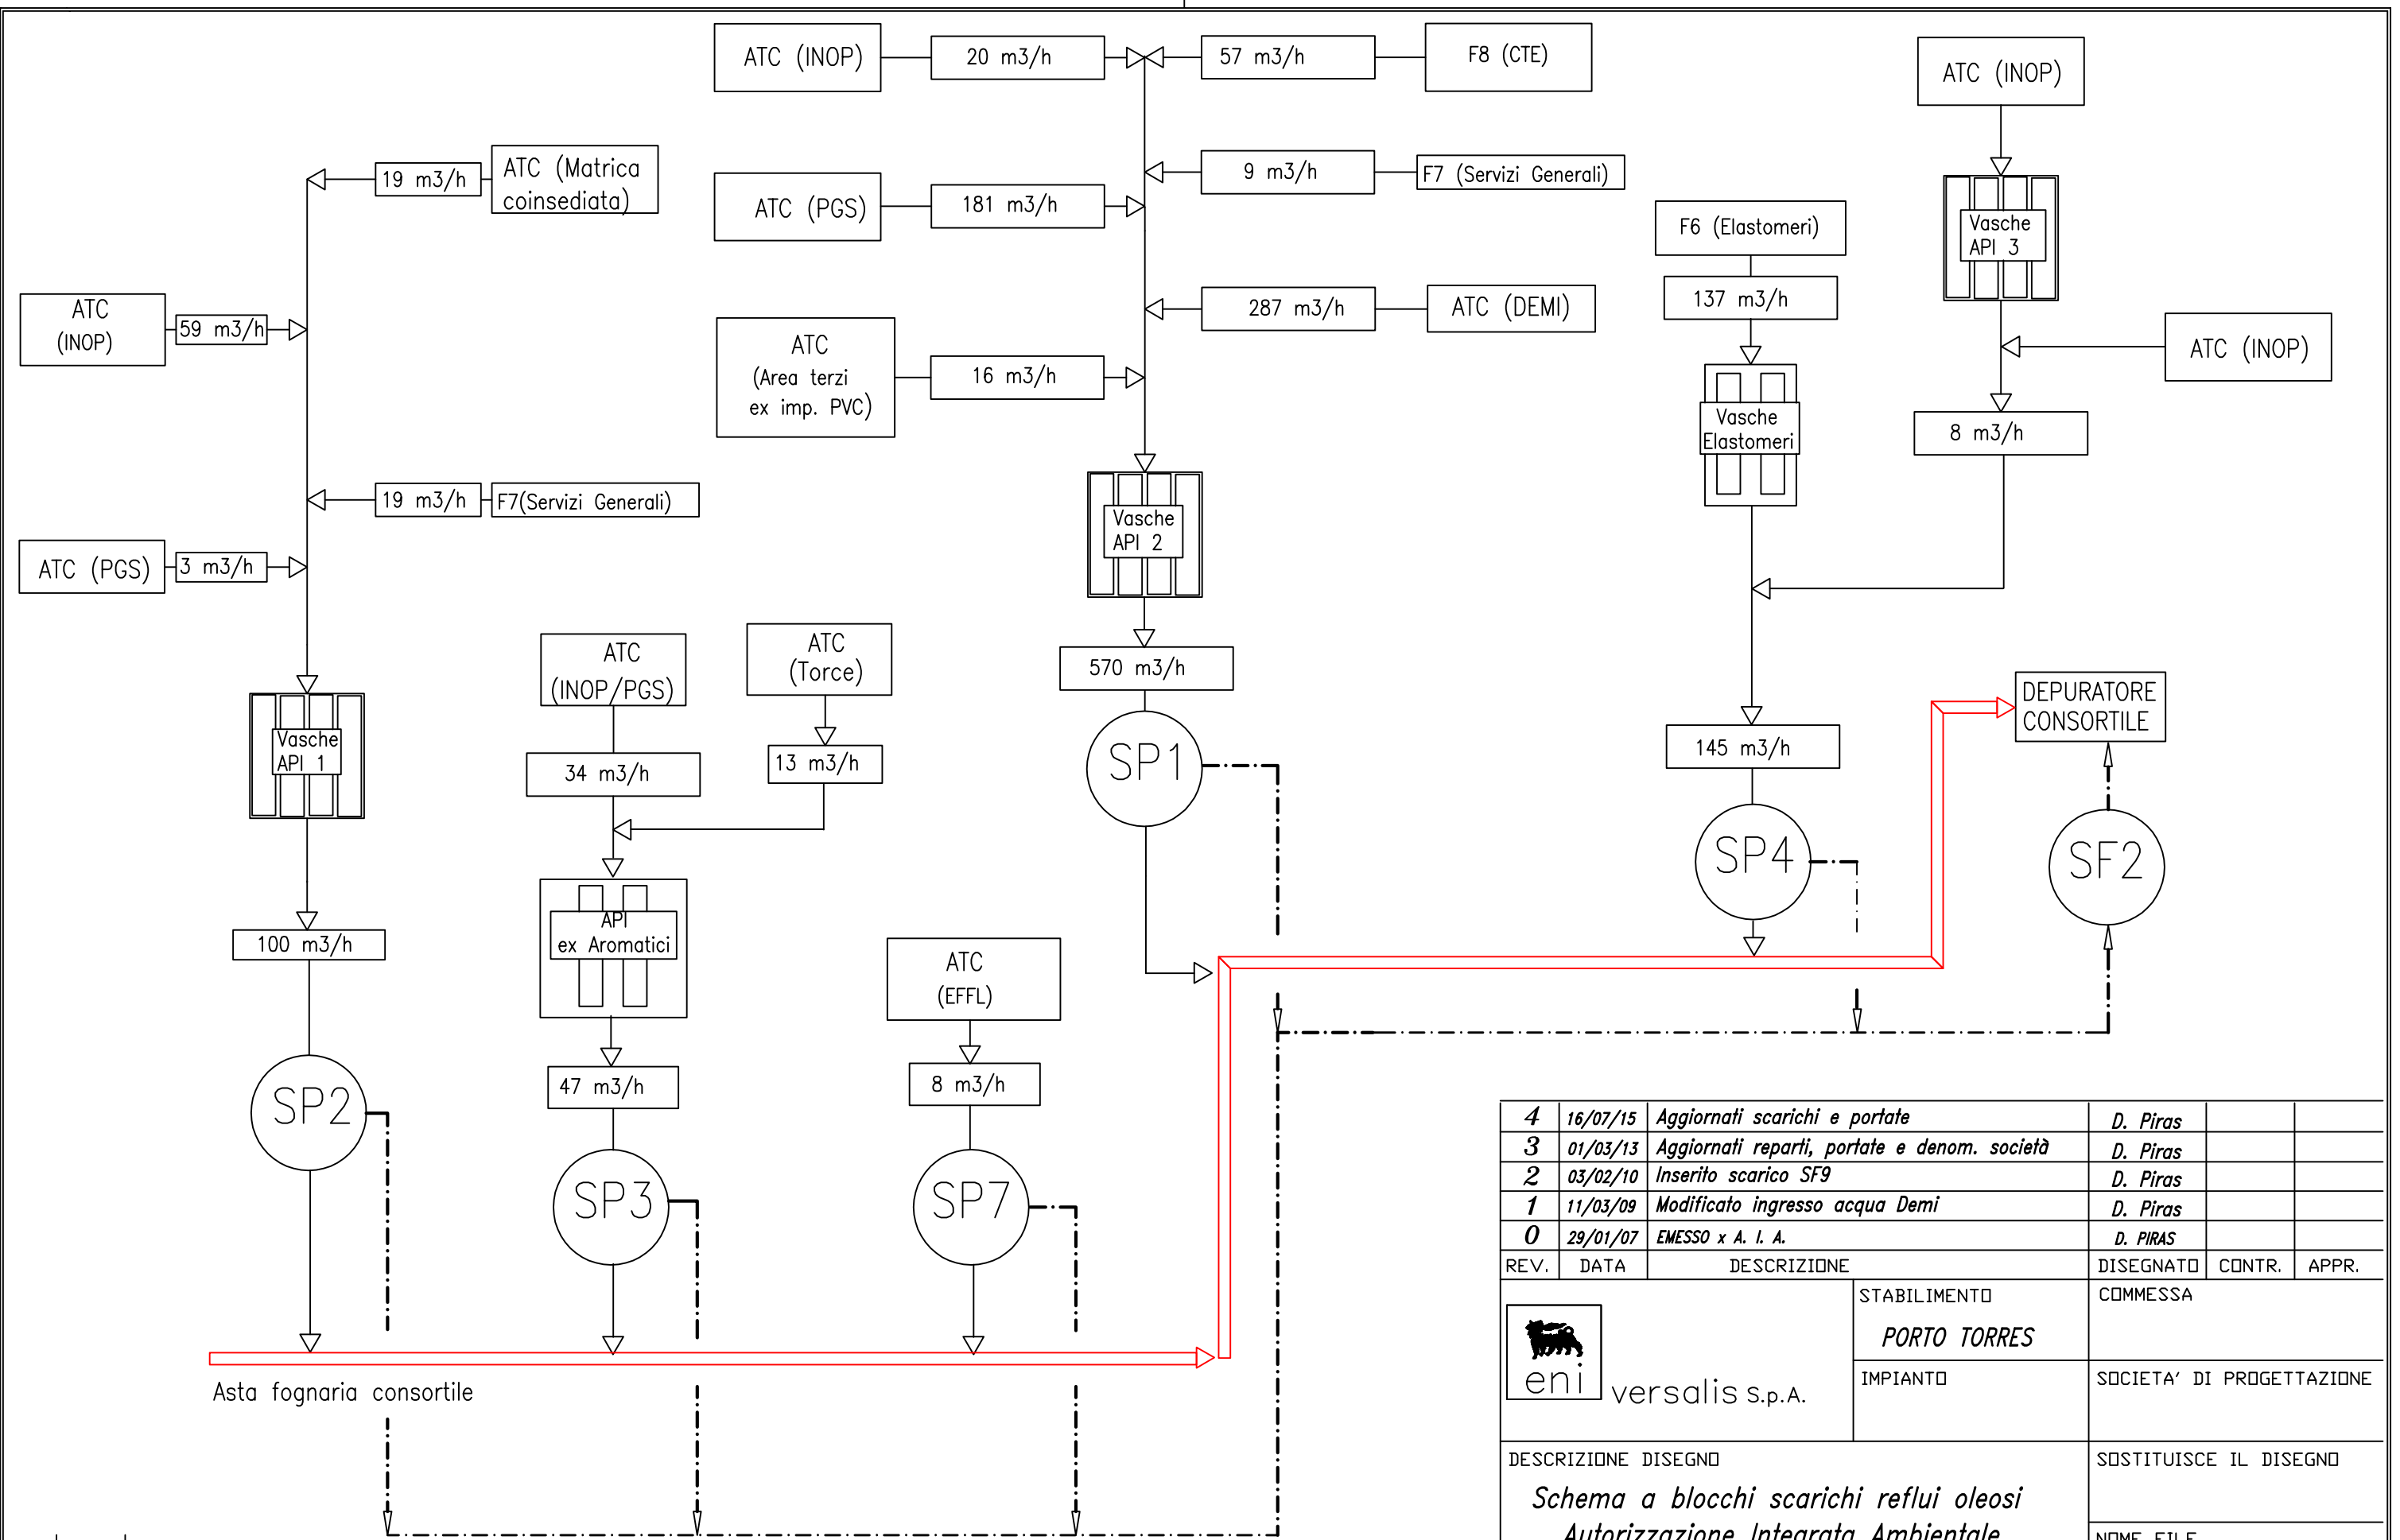 ATC (INOP)
20 m3/h
57 m3/h
F8 (CTE)
ATC (INOP)
19 m3/h
ATC (Matrica
coinsediata)
ATC (PGS)
181 m3/h
9 m3/h
F7 (Servizi Generali)
F6 (Elastomeri)
Vasche
API 3
ATC
(INOP)
59 m3/h
ATC
(Area terzi
ex imp. PVC)
16 m3/h
287 m3/h
ATC (DEMI)
137 m3/h
ATC (INOP)
Vasche
Elastomeri
8 m3/h
19 m3/h
F7(Servizi Generali)
Vasche
API 2
ATC (PGS)
3 m3/h
ATC
(INOP/PGS)
ATC
(Torce)
570 m3/h
DEPURATORE
CONSORTILE
Vasche
API 1
34 m3/h
13 m3/h
SP1
145 m3/h
SP4
SF2
100 m3/h
API
ex Aromatici
ATC
(EFFL)
SP2
47 m3/h
8 m3/h
SP3
SP7
Asta fognaria consortile
4 16/07/15 Aggiornati scarichi e portate D. Piras
3 01/03/13 Aggiornati reparti, portate e denom. società D. Piras
2 03/02/10 Inserito scarico SF9 D. Piras
1 11/03/09 Modificato ingresso acqua Demi D. Piras
0 29/01/07 EMESSO x A. I. A. D. PIRAS
REV. DATA DESCRIZIONE DISEGNATO CONTR. APPR.
eni
versalis S.p.A.
STABILIMENTO
PORTO TORRES
COMMESSA
IMPIANTO
SOCIETA' DI PROGETTAZIONE
DESCRIZIONE DISEGNO
Schema a blocchi scarichi reflui oleosi
Autorizzazione Integrata Ambientale
SOSTITUISCE IL DISEGNO
NOME FILE